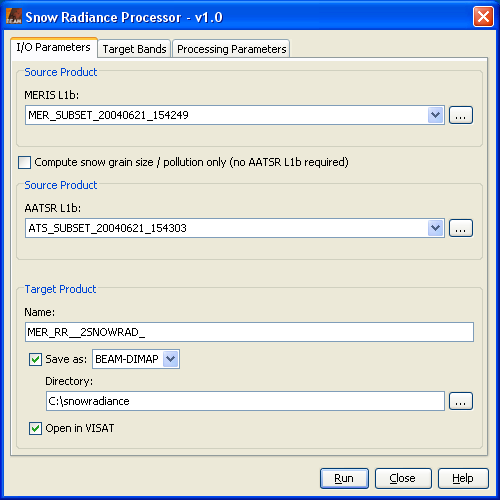 BEAM Snow Radiance Processor - v1.0
I/O Parameters Target Bands Processing Parameters
Source Product
MERIS L1b:
MER_SUBSET_20040621_154249 ...
Compute snow grain size / pollution only (no AATSR L1b required)
Source Product
AATSR L1b:
ATS_SUBSET_20040621_154303 ...
Target Product
Name:
MER_RR__2SNOWRAD_
Save as: BEAM-DIMAP
Directory:
C:\snowradiance ...
Open in VISAT
Run Close Help